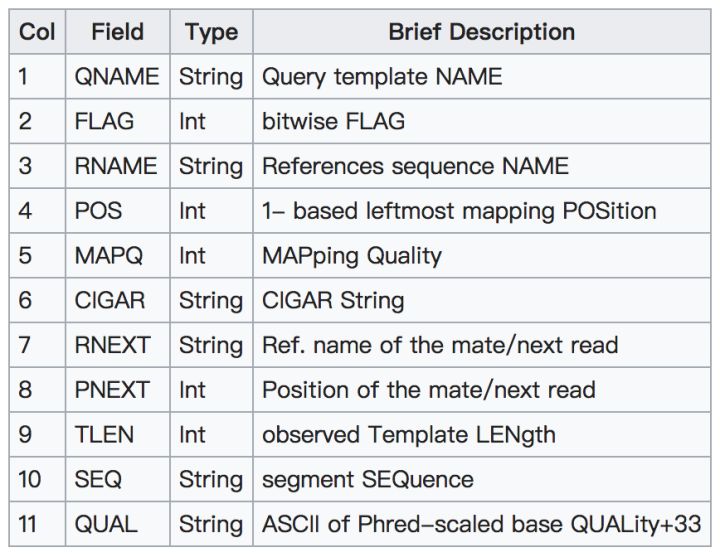 Col Field Type Brief Description
1 QNAME String Query template NAME
2 FLAG Int bitwise FLAG
3 RNAME String References sequence NAME
4 POS Int 1- based leftmost mapping POSition
5 MAPQ Int MAPping Quality
6 CIGAR String CIGAR String
7 RNEXT String Ref. name of the mate/next read
8 PNEXT Int Position of the mate/next read
9 TLEN Int observed Template LENgth
10 SEQ String segment SEQuence
11 QUAL String ASCII of Phred-scaled base QUALity+33